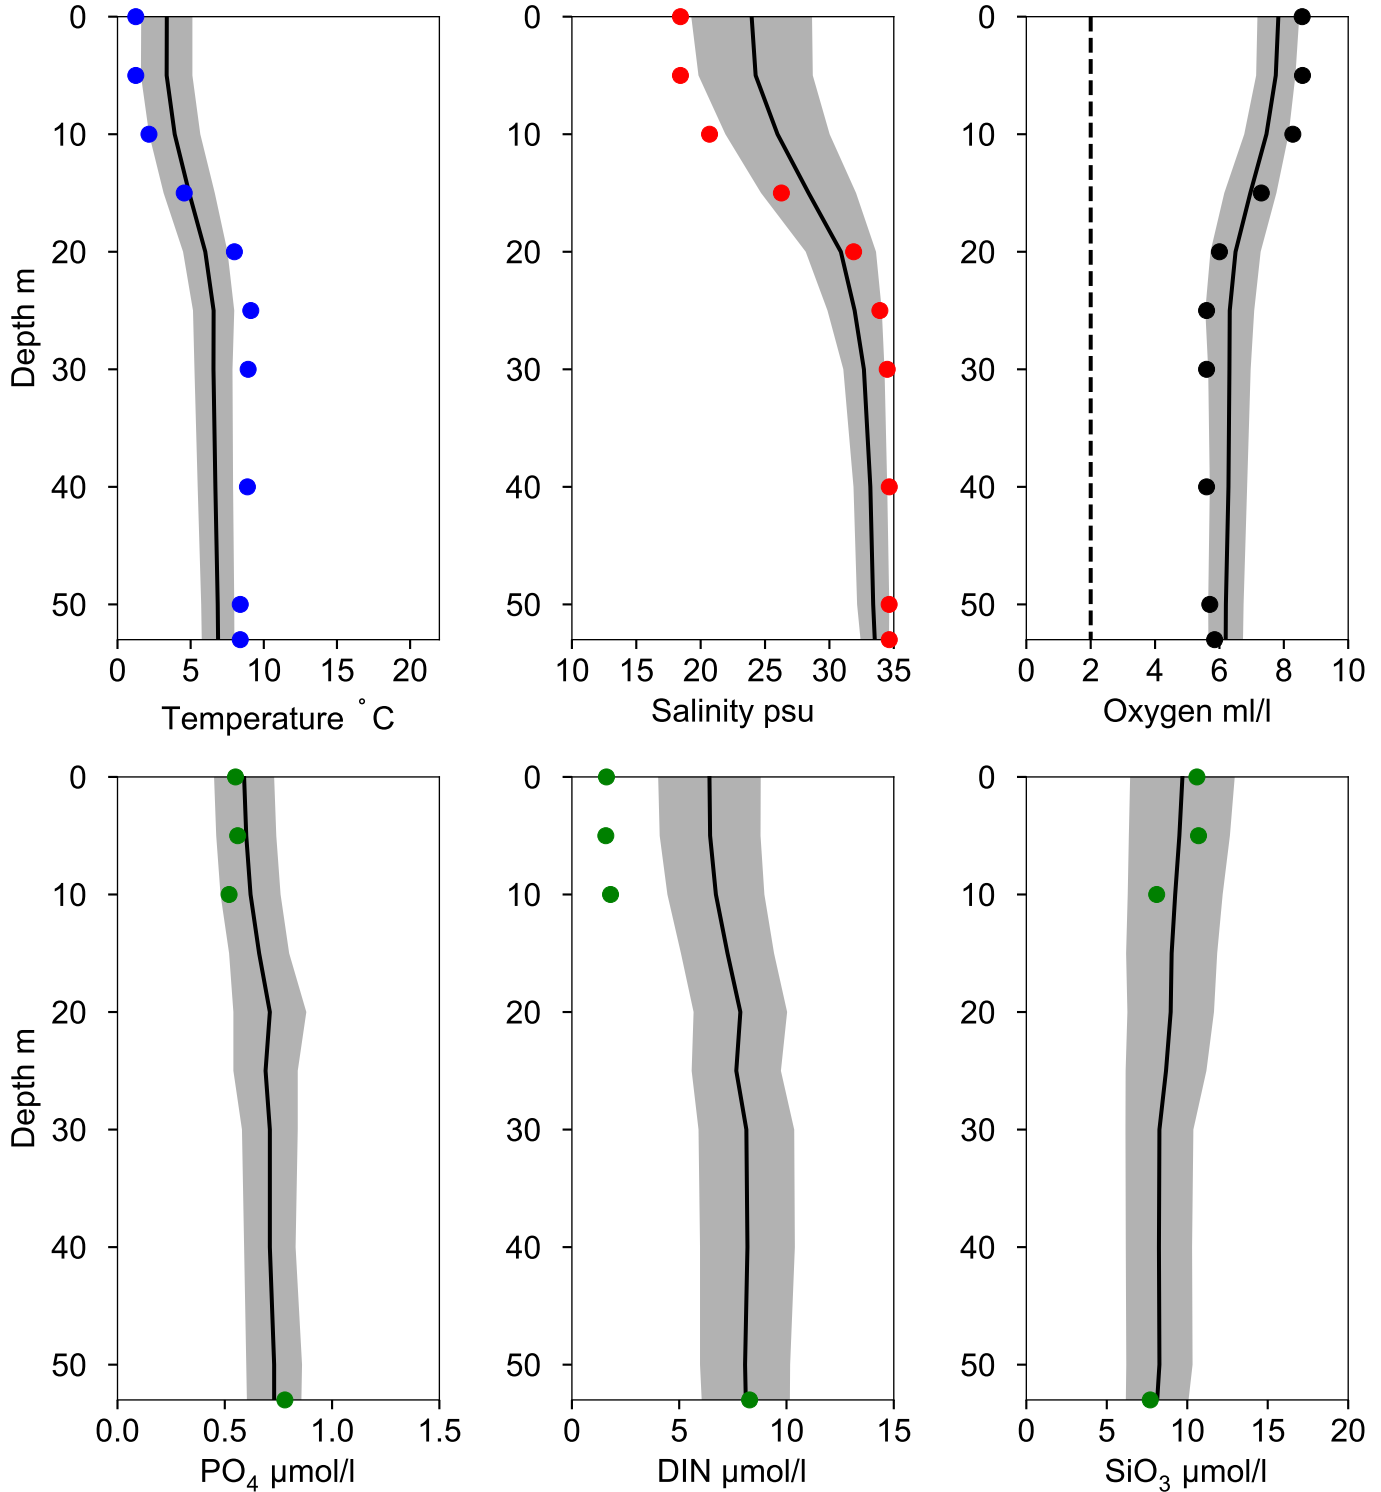 0
10
20
30
40
50
Depth m
0 5 10 15 20
Temperature °C
0
10
20
30
40
50
10 15 20 25 30 35
Salinity psu
0
10
20
30
40
50
0 2 4 6 8 10
Oxygen ml/l
0
10
20
30
40
50
Depth m
0.0 0.5 1.0 1.5
PO4 µmol/l
0
10
20
30
40
50
0 5 10 15
DIN µmol/l
0
10
20
30
40
50
0 5 10 15 20
SiO3 µmol/l